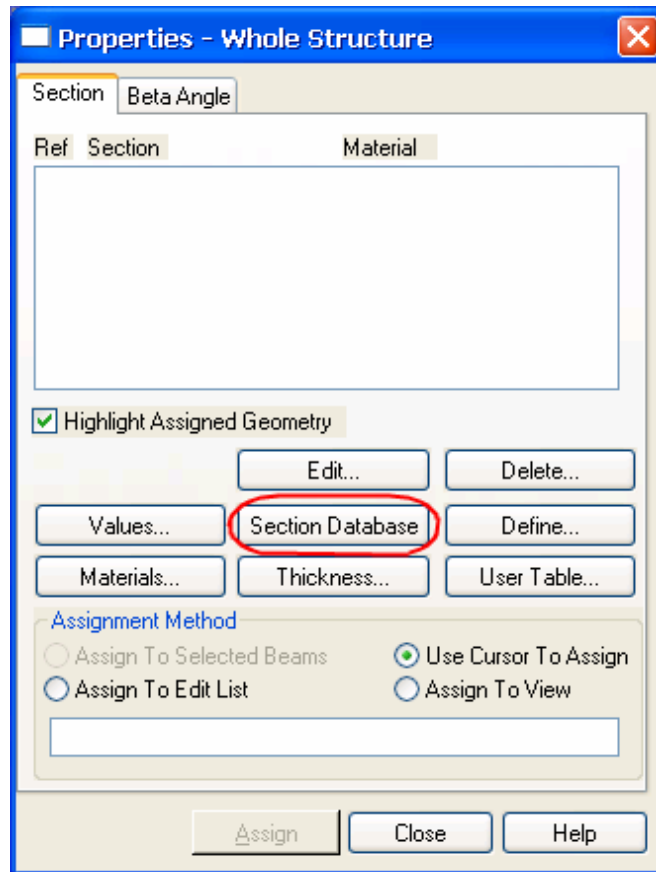 Properties - Whole Structure
Section Beta Angle
Ref Section Material
Highlight Assigned Geometry
Edit... Delete...
Values... Section Database Define...
Materials... Thickness... User Table...
Assignment Method
Assign To Selected Beams Use Cursor To Assign
Assign To Edit List Assign To View
Assign Close Help